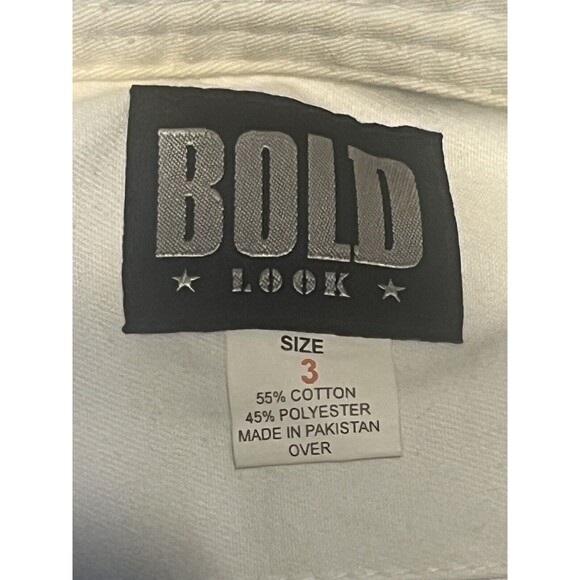 BOLD
LOOK
SIZE
3
55% COTTON
45% POLYESTER
MADE IN PAKISTAN
OVER